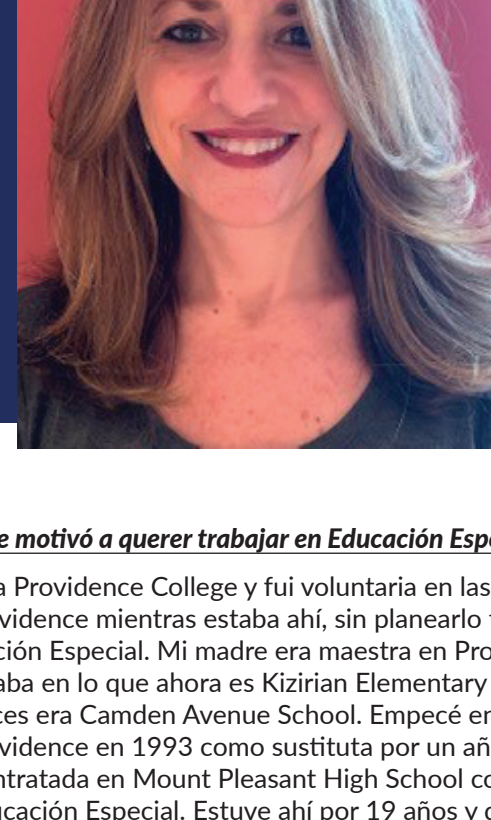 e motivó a querer trabajar en Educación Espe
a Providence College y fui voluntaria en las
vidence mientras estaba ahí, sin planearlo
ción Especial. Mi madre era maestra en Pro
aba en lo que ahora es Kizirian Elementary
ces era Camden Avenue School. Empecé en
vidence en 1993 como sustituta por un añ
ntratada en Mount Pleasant High School co
ucación Especial. Estuve ahí por 19 años y